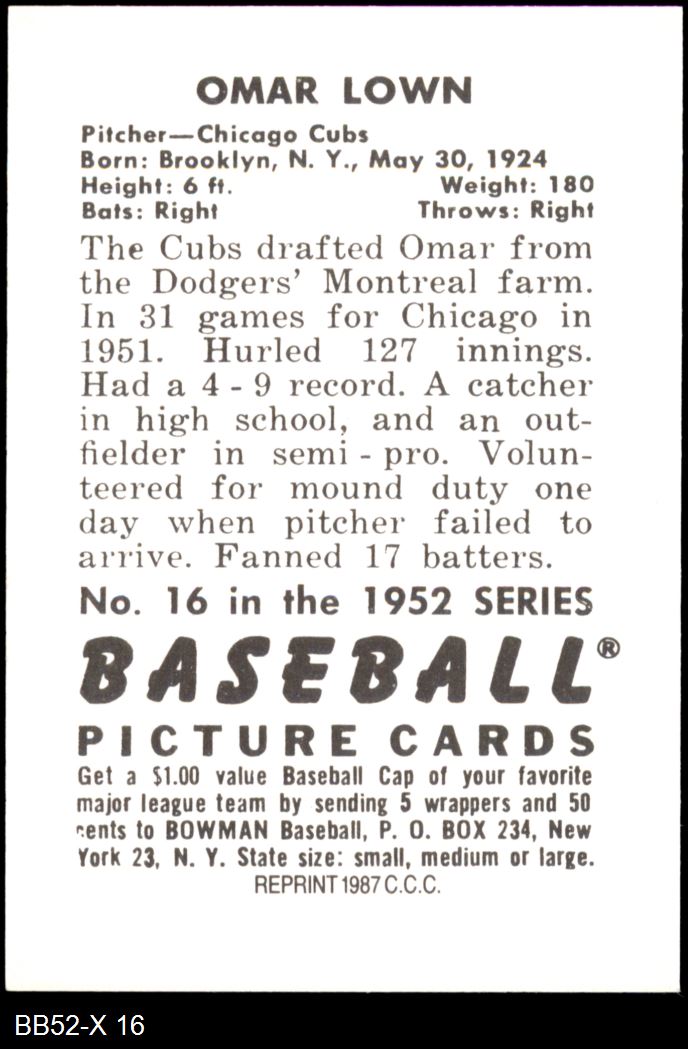 OMAR LOWN
Pitcher—Chicago Cubs
Born: Brooklyn, N. Y., May 30, 1924
Height: 6 ft. Weight: 180
Bats: Right Throws: Right
The Cubs drafted Omar from
the Dodgers' Montreal farm.
In 31 games for Chicago in
1951. Hurled 127 innings.
Had a 4 - 9 record. A catcher
in high school, and an out-
fielder in semi - pro. Volun-
teered for mound duty one
day when pitcher failed to
arrive. Fanned 17 batters.
No. 16 in the 1952 SERIES
BASEBALL®
PICTURE CARDS
Get a $1.00 value Baseball Cap of your favorite
major league team by sending 5 wrappers and 50
cents to BOWMAN Baseball, P. O. BOX 234, New
York 23, N. Y. State size: small, medium or large.
REPRINT 1987 C.C.C.
BB52-X 16